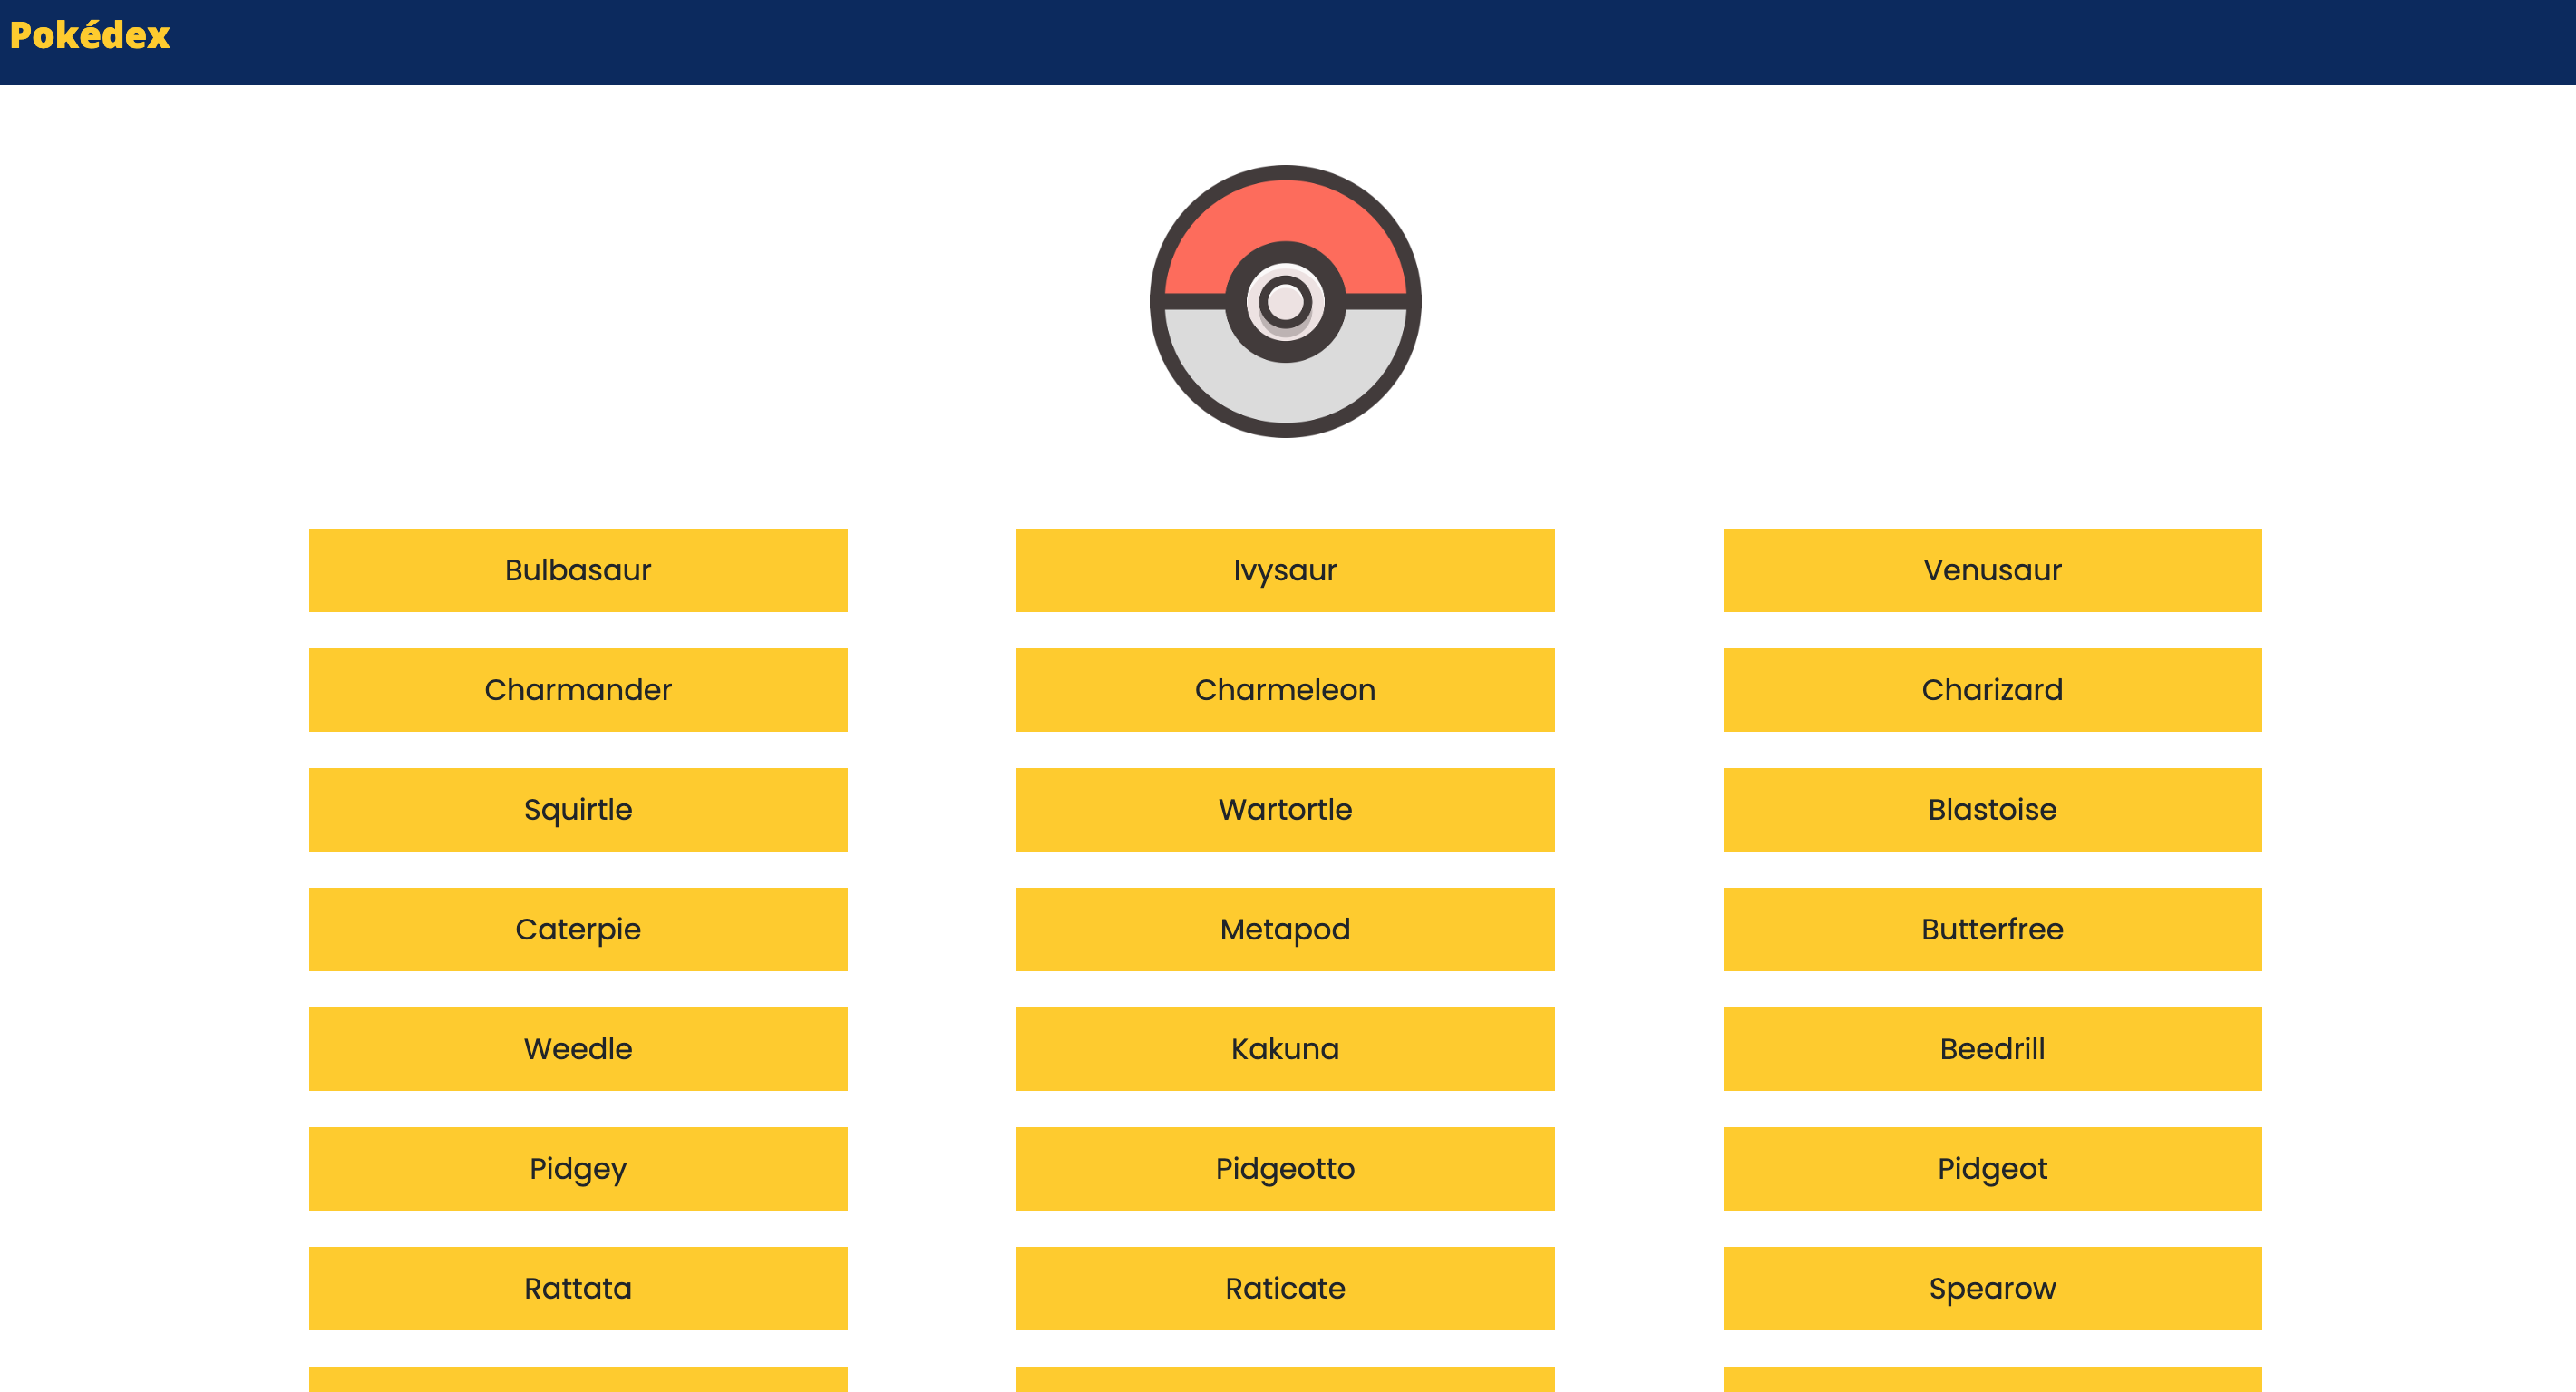 Pokédex
Bulbasaur Ivysaur Venusaur
Charmander Charmeleon Charizard
Squirtle Wartortle Blastoise
Caterpie Metapod Butterfree
Weedle Kakuna Beedrill
Pidgey Pidgeotto Pidgeot
Rattata Raticate Spearow